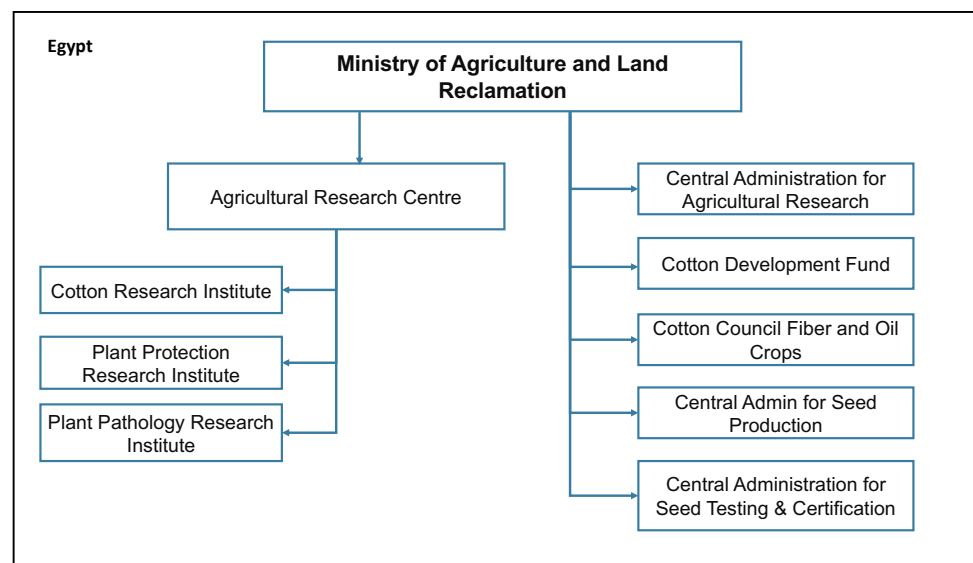 Egypt
Ministry of Agriculture and Land
Reclamation
Agricultural Research Centre
Cotton Research Institute
Plant Protection
Research Institute
Plant Pathology Research
Institute
Central Administration for
Agricultural Research
Cotton Development Fund
Cotton Council Fiber and Oil
Crops
Central Admin for Seed
Production
Central Administration for
Seed Testing & Certification